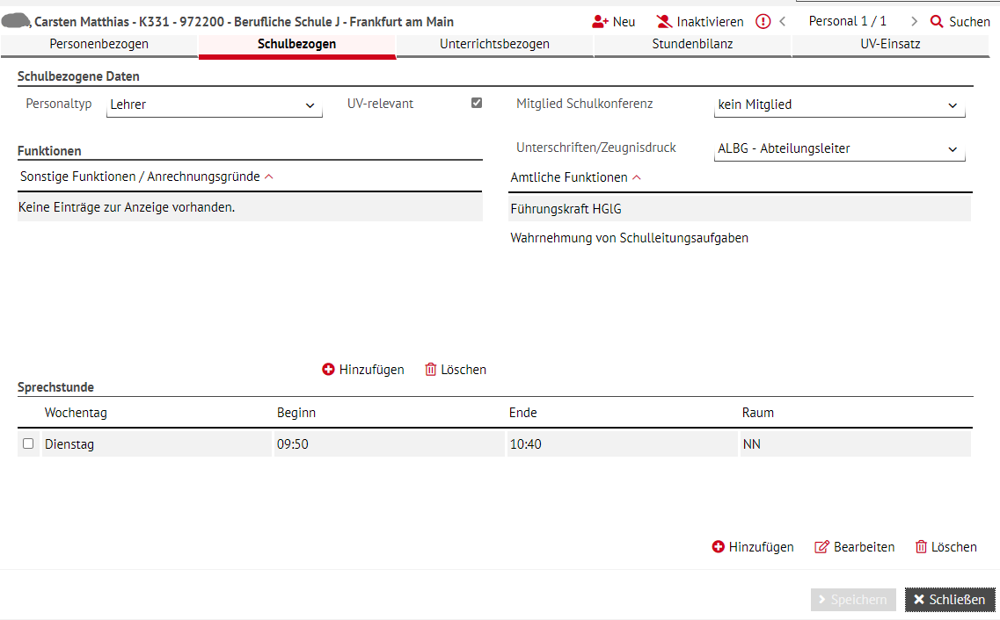 , Carsten Matthias - K331 - 972200 - Berufliche Schule J - Frankfurt am Main Neu Inaktivieren Personal 1 / 1 Suchen
Personenbezogen Schulbezogen Unterrichtsbezogen Stundenbilanz UV-Einsatz
Schulbezogene Daten
Personaltyp Lehrer UV-relevant Mitglied Schulkonferenz kein Mitglied
Unterschriften/Zeugnisdruck ALBG - Abteilungsleiter
Funktionen
Sonstige Funktionen / Anrechnungsgründe Amtliche Funktionen
Keine Einträge zur Anzeige vorhanden. Führungskraft HGlG
Wahrnehmung von Schulleitungsaufgaben
Hinzufügen Löschen
Sprechstunde
Wochentag Beginn Ende Raum
Dienstag 09:50 10:40 NN
Hinzufügen Bearbeiten Löschen
Speichern Schließen